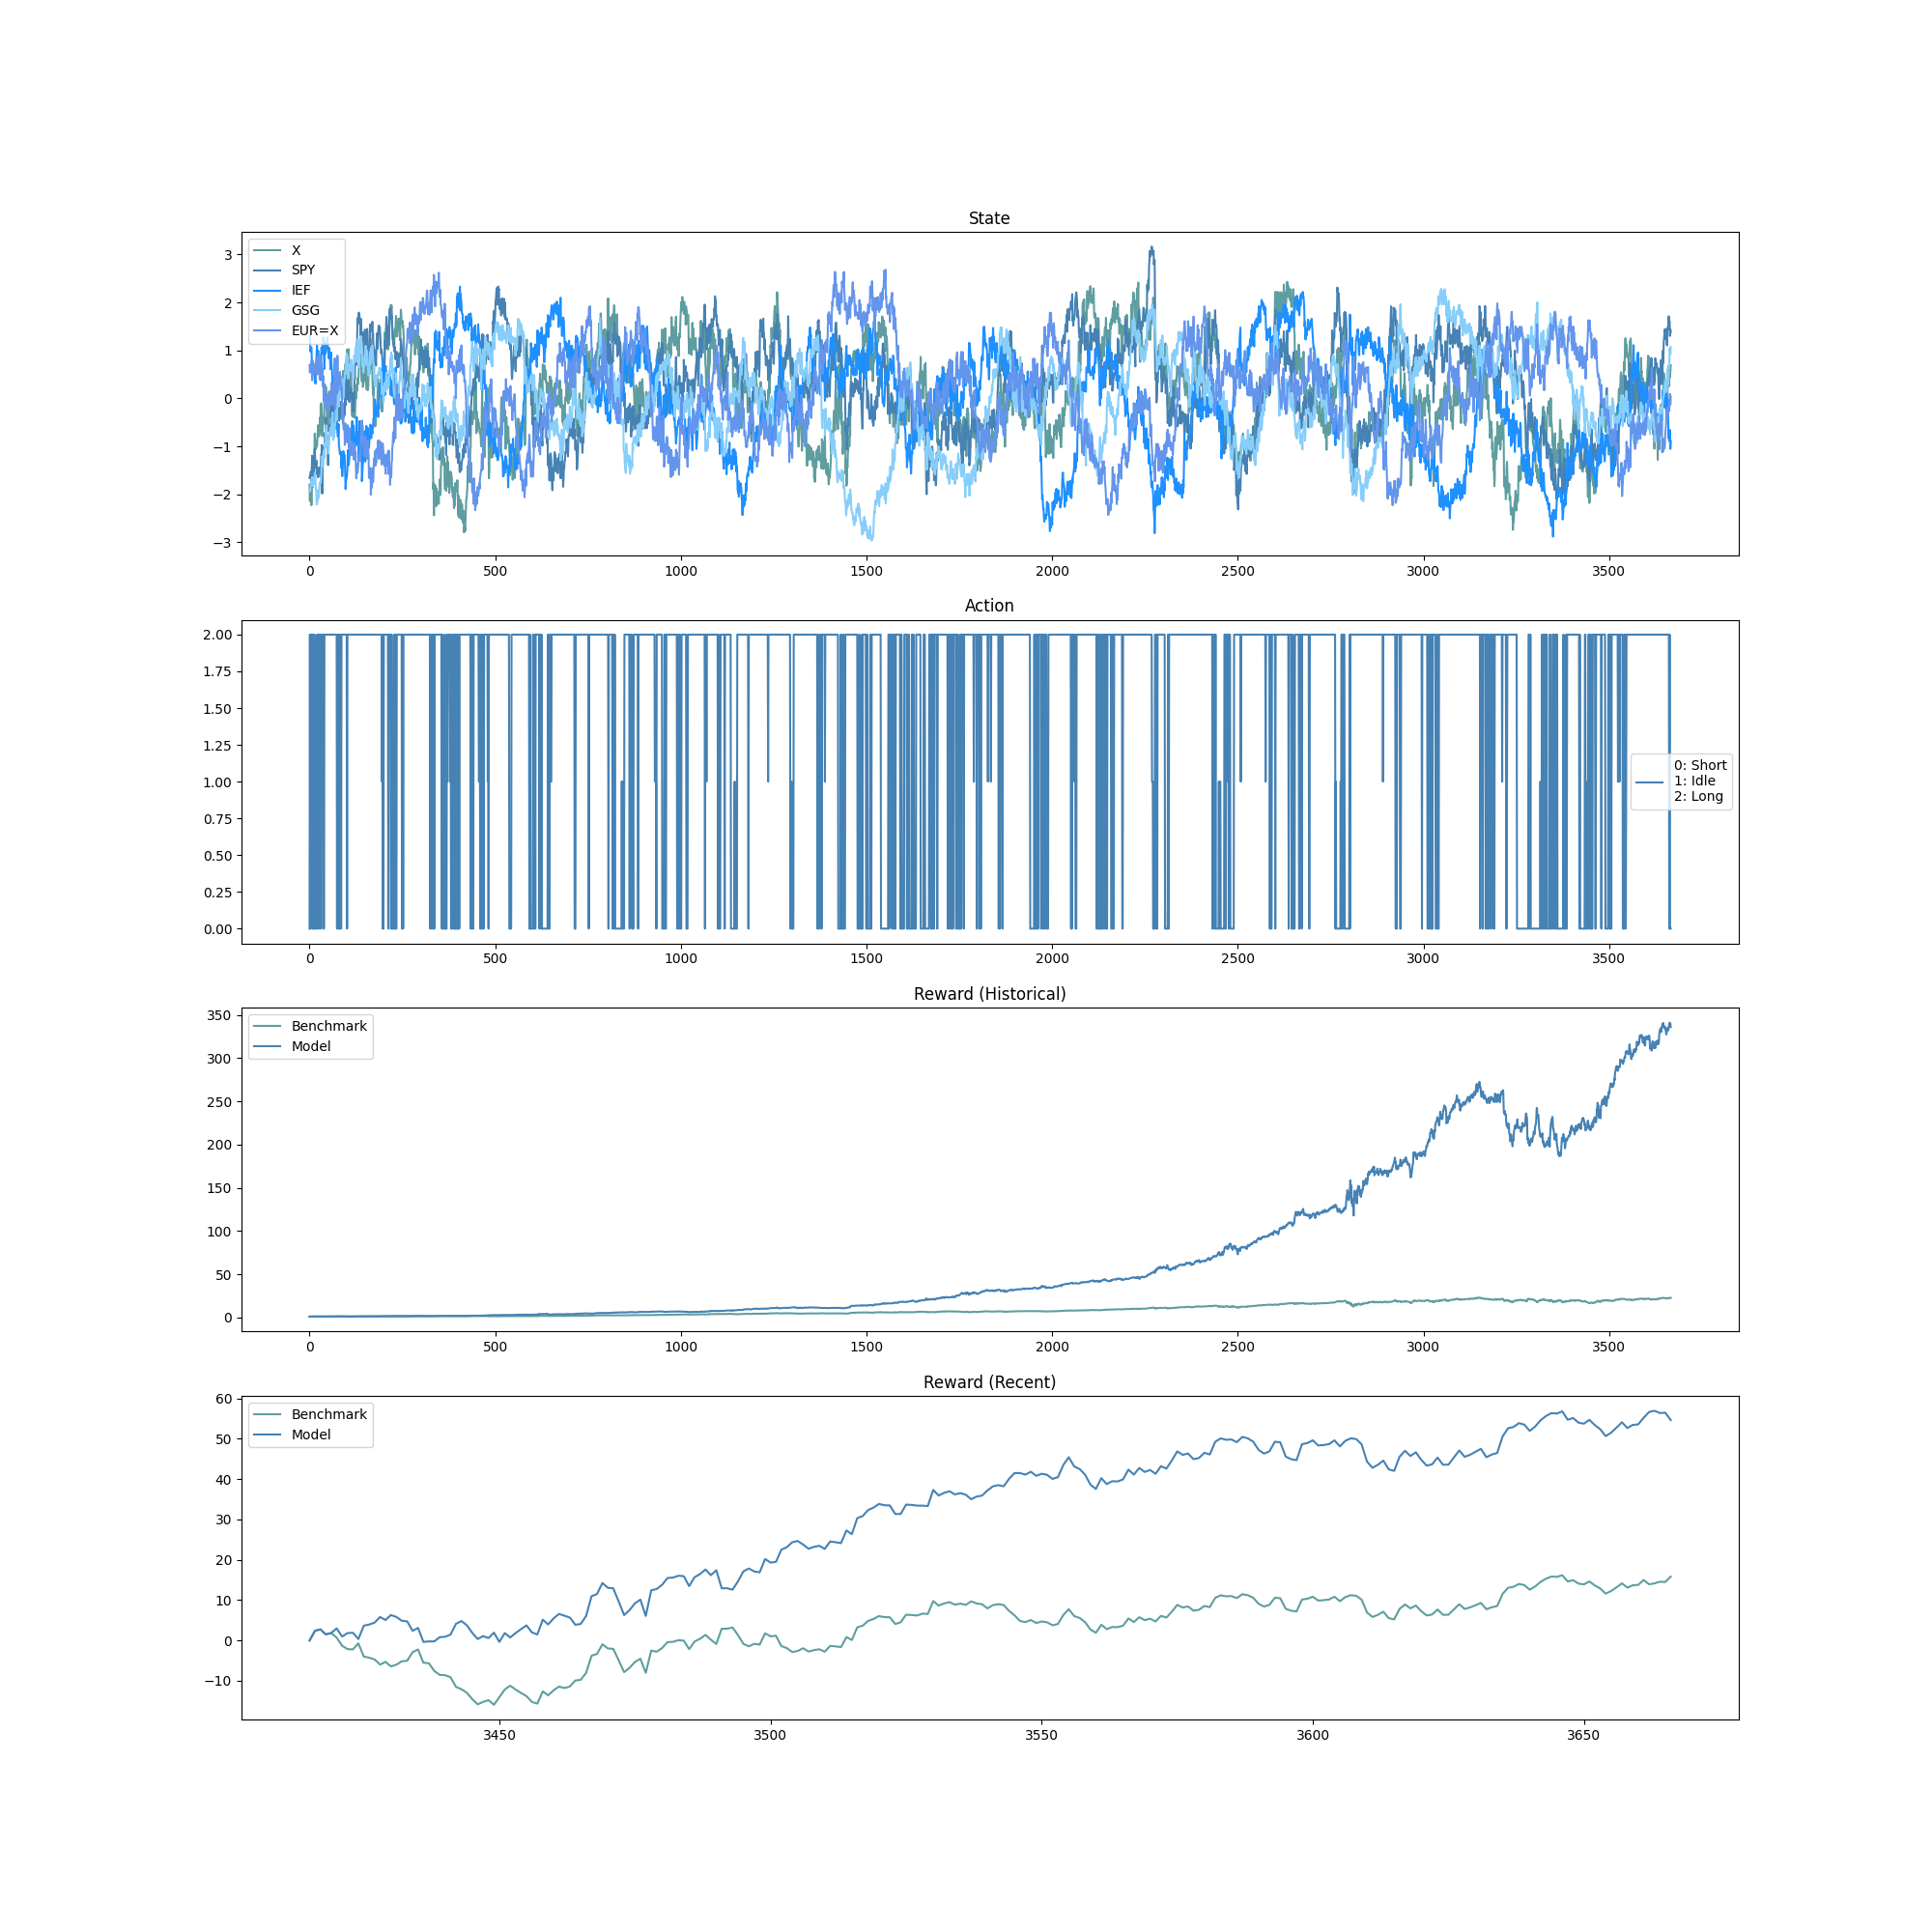 State
3
2
1
0
−1
−2
−3
X
SPY
IEF
GSG
EUR=X
0 500 1000 1500 2000 2500 3000 3500
Action
2.00
1.75
1.50
1.25
1.00
0.75
0.50
0.25
0.00
0: Short
1: Idle
2: Long
0 500 1000 1500 2000 2500 3000 3500
Reward (Historical)
350
300
250
200
150
100
50
0
Benchmark
Model
0 500 1000 1500 2000 2500 3000 3500
Reward (Recent)
60
50
40
30
20
10
0
−10
Benchmark
Model
3450 3500 3550 3600 3650